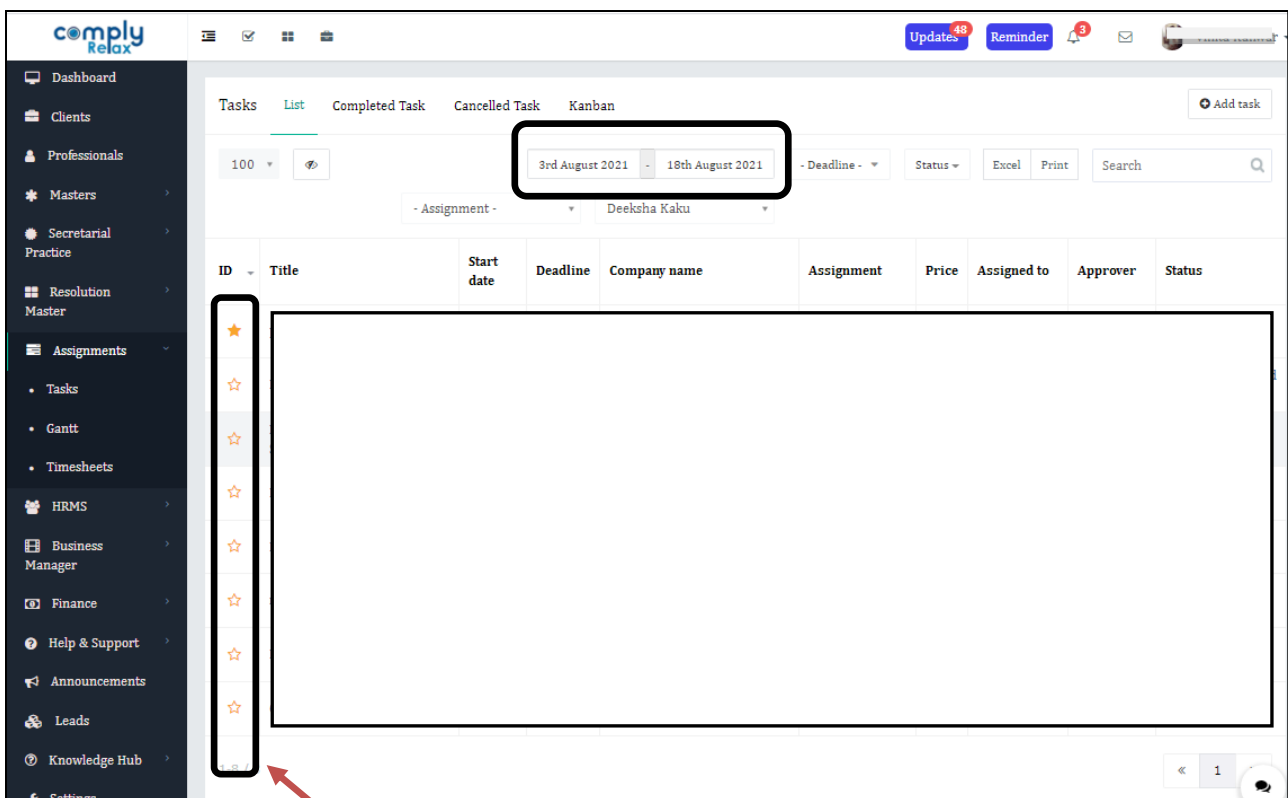 comply
Relax
Updates 48 Reminder 3
Dashboard
Clients
Professionals
Masters
Secretarial
Practice
Resolution
Master
Assignments
Tasks
Gantt
Timesheets
HRMS
Business
Manager
Finance
Help & Support
Announcements
Leads
Knowledge Hub
Settings
Tasks List Completed Task Cancelled Task Kanban Add task
100 3rd August 2021 - 18th August 2021 - Deadline - Status Excel Print Search
- Assignment - Deeksha Kaku
ID Title Start date Deadline Company name Assignment Price Assigned to Approver Status
1-8 /
« 1